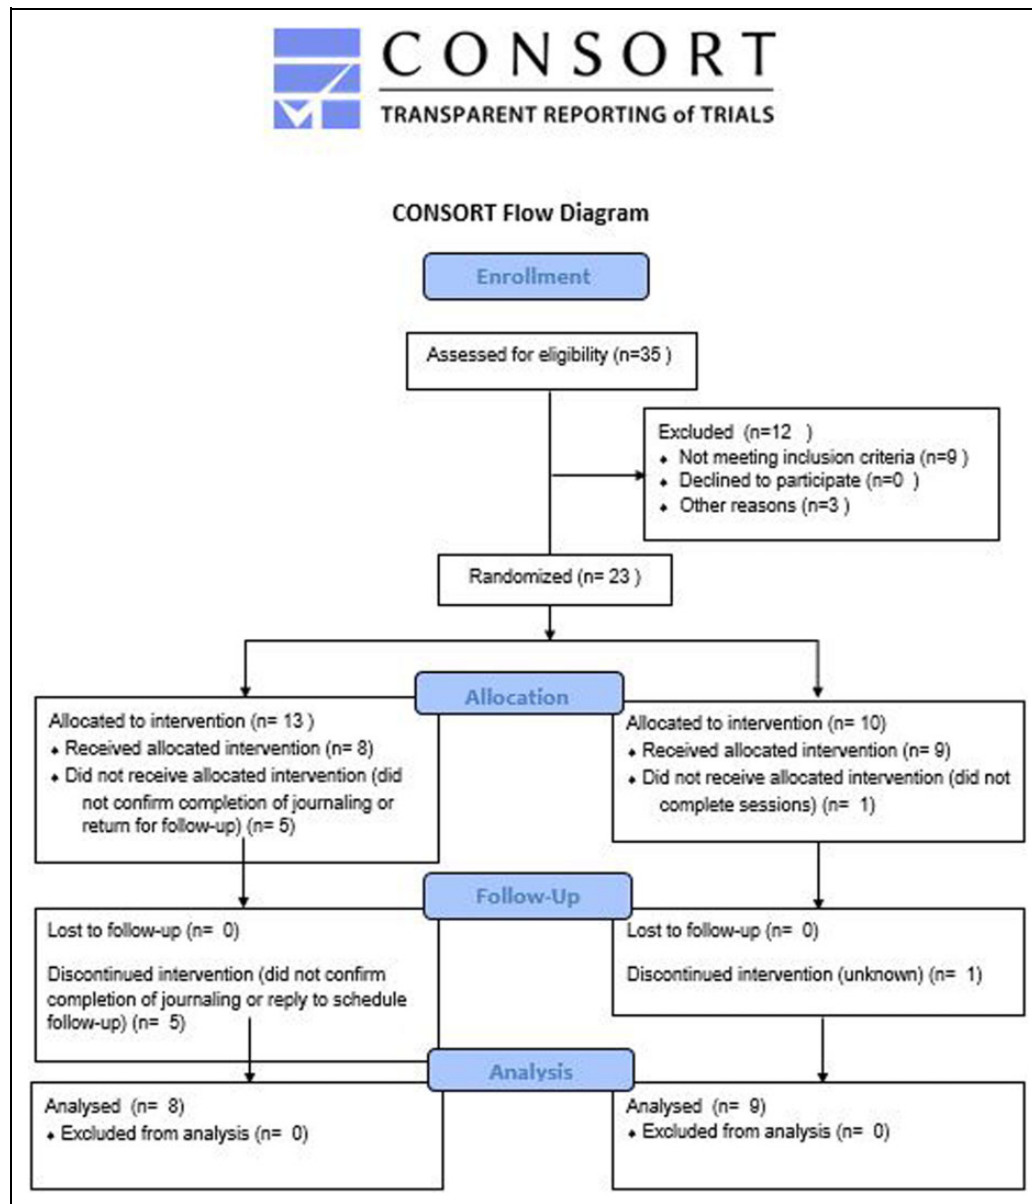 CONSORT
TRANSPARENT REPORTING of TRIALS
CONSORT Flow Diagram
Enrollment
Assessed for eligibility (n=35 )
Excluded (n=12 )
♦ Not meeting inclusion criteria (n=9 )
♦ Declined to participate (n=0 )
♦ Other reasons (n=3 )
Randomized (n= 23 )
Allocation
Allocated to intervention (n= 13 )
♦ Received allocated intervention (n= 8)
♦ Did not receive allocated intervention (did
not confirm completion of journaling or
return for follow-up) (n= 5)
Allocated to intervention (n= 10)
♦ Received allocated intervention (n= 9)
♦ Did not receive allocated intervention (did not
complete sessions) (n= 1)
Follow-Up
Lost to follow-up (n= 0)
Discontinued intervention (did not confirm
completion of journaling or reply to schedule
follow-up) (n= 5)
Lost to follow-up (n= 0)
Discontinued intervention (unknown) (n= 1)
Analysis
Analysed (n= 8)
♦ Excluded from analysis (n= 0)
Analysed (n= 9)
♦ Excluded from analysis (n= 0)